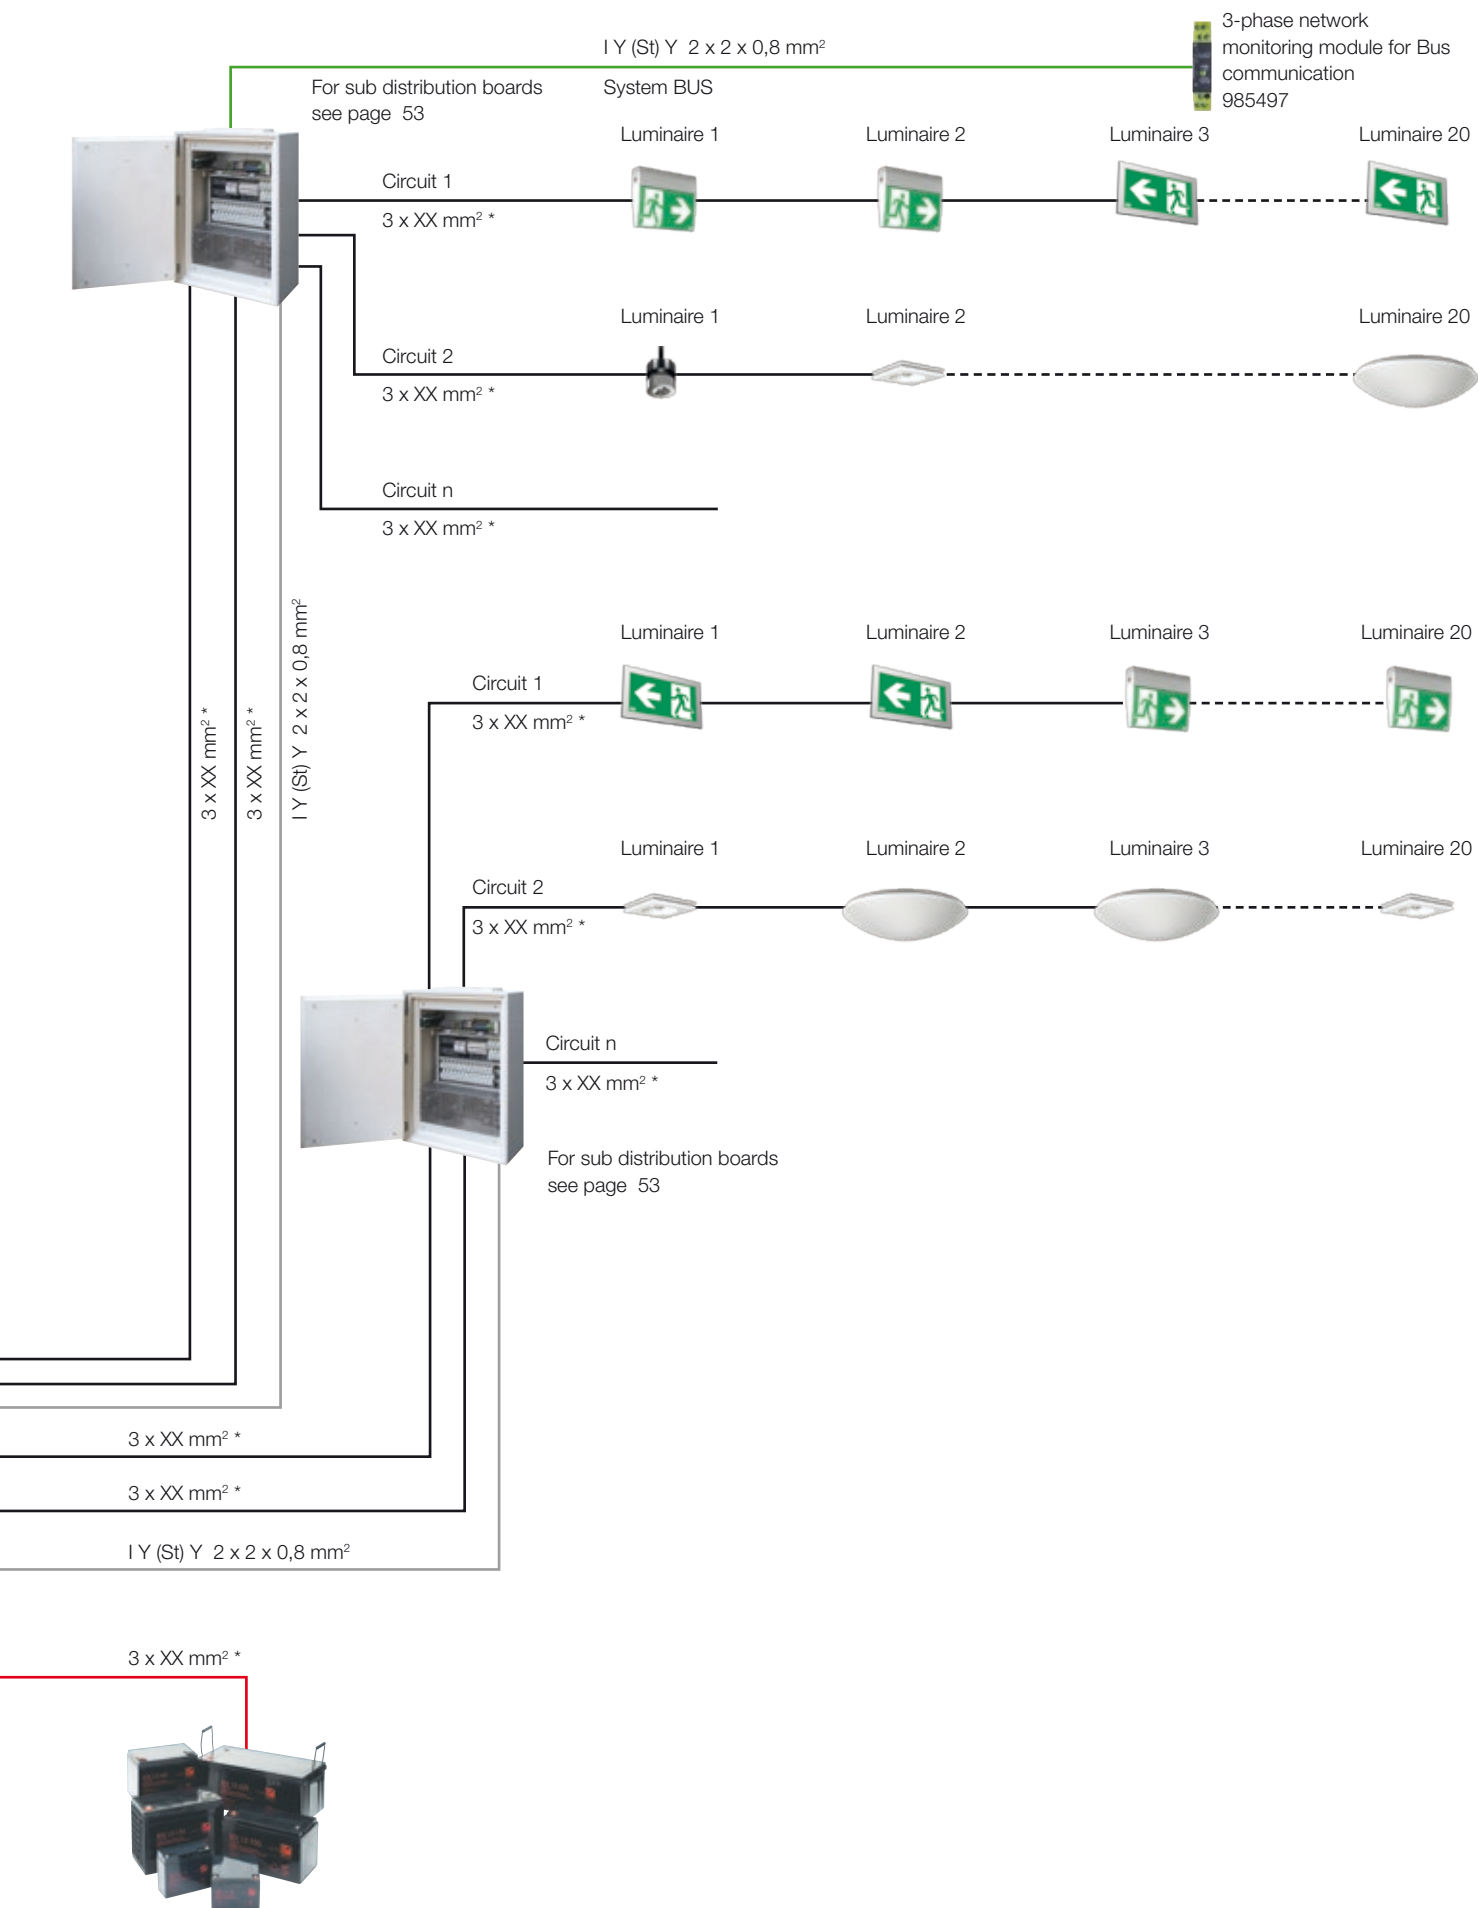 3-phase network
monitoring module for Bus
communication
985497
I Y (St) Y 2 x 2 x 0,8 mm²
System BUS
For sub distribution boards
see page 53
Luminaire 1
Luminaire 2
Luminaire 3
Luminaire 20
Circuit 1
3 x XX mm² *
Luminaire 1
Luminaire 2
Luminaire 20
Circuit 2
3 x XX mm² *
Circuit n
3 x XX mm² *
3 x XX mm² *
3 x XX mm² *
I Y (St) Y 2 x 2 x 0,8 mm²
Luminaire 1
Luminaire 2
Luminaire 3
Luminaire 20
Circuit 1
3 x XX mm² *
Luminaire 1
Luminaire 2
Luminaire 3
Luminaire 20
Circuit 2
3 x XX mm² *
Circuit n
3 x XX mm² *
For sub distribution boards
see page 53
3 x XX mm² *
3 x XX mm² *
I Y (St) Y 2 x 2 x 0,8 mm²
3 x XX mm² *